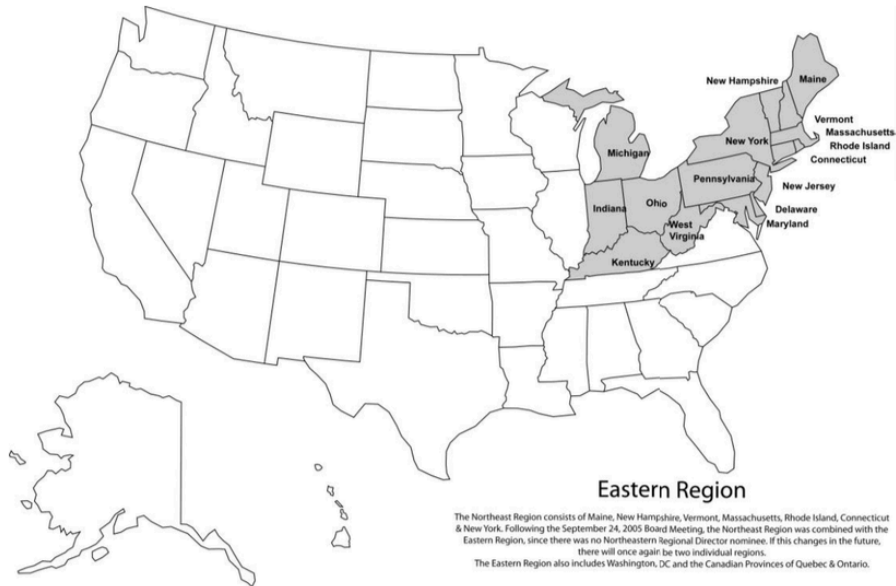 New Hampshire
Maine
Vermont
Massachusetts
Rhode Island
Connecticut
New York
Michigan
Pennsylvania
New Jersey
Indiana
Ohio
Delaware
West
Virginia
Maryland
Kentucky
Eastern Region
The Northeast Region consists of Maine, New Hampshire, Vermont, Massachusetts, Rhode Island, Connecticut
& New York. Following the September 24, 2005 Board Meeting, the Northeast Region was combined with the
Eastern Region, since there was no Northeastern Regional Director nominee. If this changes in the future,
there will once again be two individual regions.
The Eastern Region also includes Washington, DC and the Canadian Provinces of Quebec & Ontario.